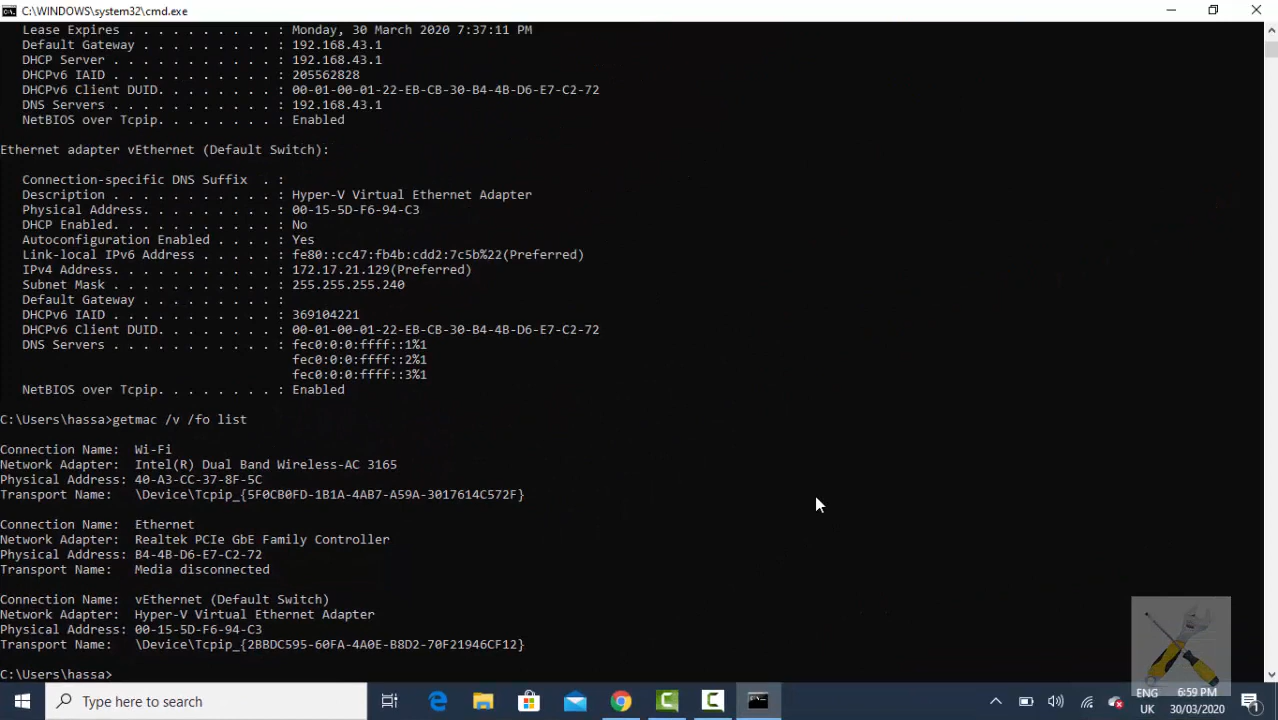 C:\WINDOWS\system32\cmd.exe
Lease Expires . . . . . . . . . . : Monday, 30 March 2020 7:37:11 PM
Default Gateway . . . . . . . . . : 192.168.43.1
DHCP Server . . . . . . . . . . . : 192.168.43.1
DHCPv6 IAID . . . . . . . . . . . : 205562828
DHCPv6 Client DUID. . . . . . . . : 00-01-00-01-22-EB-CB-30-B4-4B-D6-E7-C2-72
DNS Servers . . . . . . . . . . . : 192.168.43.1
NetBIOS over Tcpip. . . . . . . . : Enabled
Ethernet adapter vEthernet (Default Switch):
Connection-specific DNS Suffix  . :
Description . . . . . . . . . . . : Hyper-V Virtual Ethernet Adapter
Physical Address. . . . . . . . . : 00-15-5D-F6-94-C3
DHCP Enabled. . . . . . . . . . . : No
Autoconfiguration Enabled . . . . : Yes
Link-local IPv6 Address . . . . . : fe80::cc47:fb4b:cdd2:7c5b%22(Preferred)
IPv4 Address. . . . . . . . . . . : 172.17.21.129(Preferred)
Subnet Mask . . . . . . . . . . . : 255.255.255.240
Default Gateway . . . . . . . . . :
DHCPv6 IAID . . . . . . . . . . . : 369104221
DHCPv6 Client DUID. . . . . . . . : 00-01-00-01-22-EB-CB-30-B4-4B-D6-E7-C2-72
DNS Servers . . . . . . . . . . . : fec0:0:0:ffff::1%1
fec0:0:0:ffff::2%1
fec0:0:0:ffff::3%1
NetBIOS over Tcpip. . . . . . . . : Enabled
C:\Users\hassa>getmac /v /fo list
Connection Name:  Wi-Fi
Network Adapter:  Intel(R) Dual Band Wireless-AC 3165
Physical Address: 40-A3-CC-37-8F-5C
Transport Name:   \Device\Tcpip_{5F0CB0FD-1B1A-4AB7-A59A-3017614C572F}
Connection Name:  Ethernet
Network Adapter:  Realtek PCIe GbE Family Controller
Physical Address: B4-4B-D6-E7-C2-72
Transport Name:   Media disconnected
Connection Name:  vEthernet (Default Switch)
Network Adapter:  Hyper-V Virtual Ethernet Adapter
Physical Address: 00-15-5D-F6-94-C3
Transport Name:   \Device\Tcpip_{2BBDC595-60FA-4A0E-B8D2-70F21946CF12}
C:\Users\hassa>
Type here to search
ENG
UK
6:59 PM
30/03/2020
1